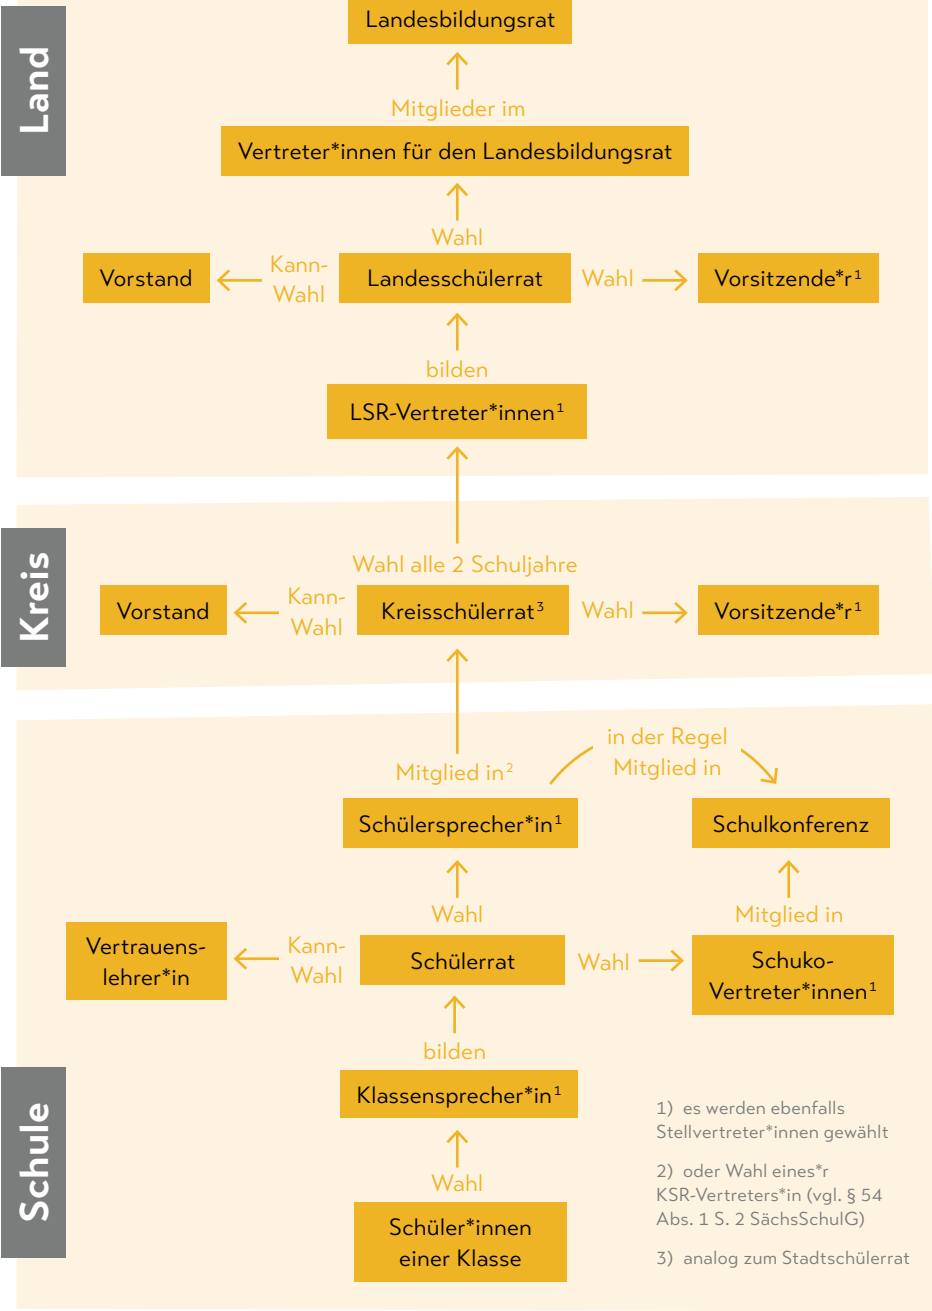 Land
Landesbildungsrat
Mitglieder im
Vertreter*innen für den Landesbildungsrat
Wahl
Vorstand
Kann-
Wahl
Landesschülerrat
Wahl
Vorsitzende*r¹
bilden
LSR-Vertreter*innen¹
Kreis
Wahl alle 2 Schuljahre
Vorstand
Kann-
Wahl
Kreisschülerrat³
Wahl
Vorsitzende*r¹
Schule
in der Regel
Mitglied in
Mitglied in²
Schülersprecher*in¹
Schulkonferenz
Wahl
Mitglied in
Vertrauens-
lehrer*in
Kann-
Wahl
Schülerrat
Wahl
Schuko-
Vertreter*innen¹
bilden
Klassensprecher*in¹
Wahl
Schüler*innen
einer Klasse
1) es werden ebenfalls
Stellvertreter*innen gewählt
2) oder Wahl eines*r
KSR-Vertreters*in (vgl. § 54
Abs. 1 S. 2 SächsSchulG)
3) analog zum Stadtschülerrat